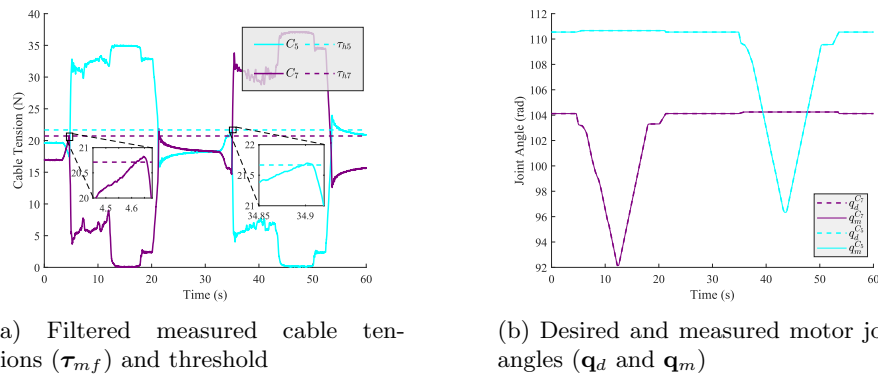 40
35
30
25
20
15
10
5
0
Cable Tension (N)
C5 τh5
C7 τh7
21
20.5
20
4.5 4.6
22
21.5
21
34.85 34.9
0 10 20 30 40 50 60
Time (s)
110
108
106
104
102
100
98
96
94
92
Joint Angle (rad)
q_d^{C7}
q_m^{C7}
q_d^{C5}
q_m^{C5}
0 10 20 30 40 50 60
Time (s)
a) Filtered measured cable ten-
ions (τmf) and threshold
(b) Desired and measured motor jo
angles (qd and qm)